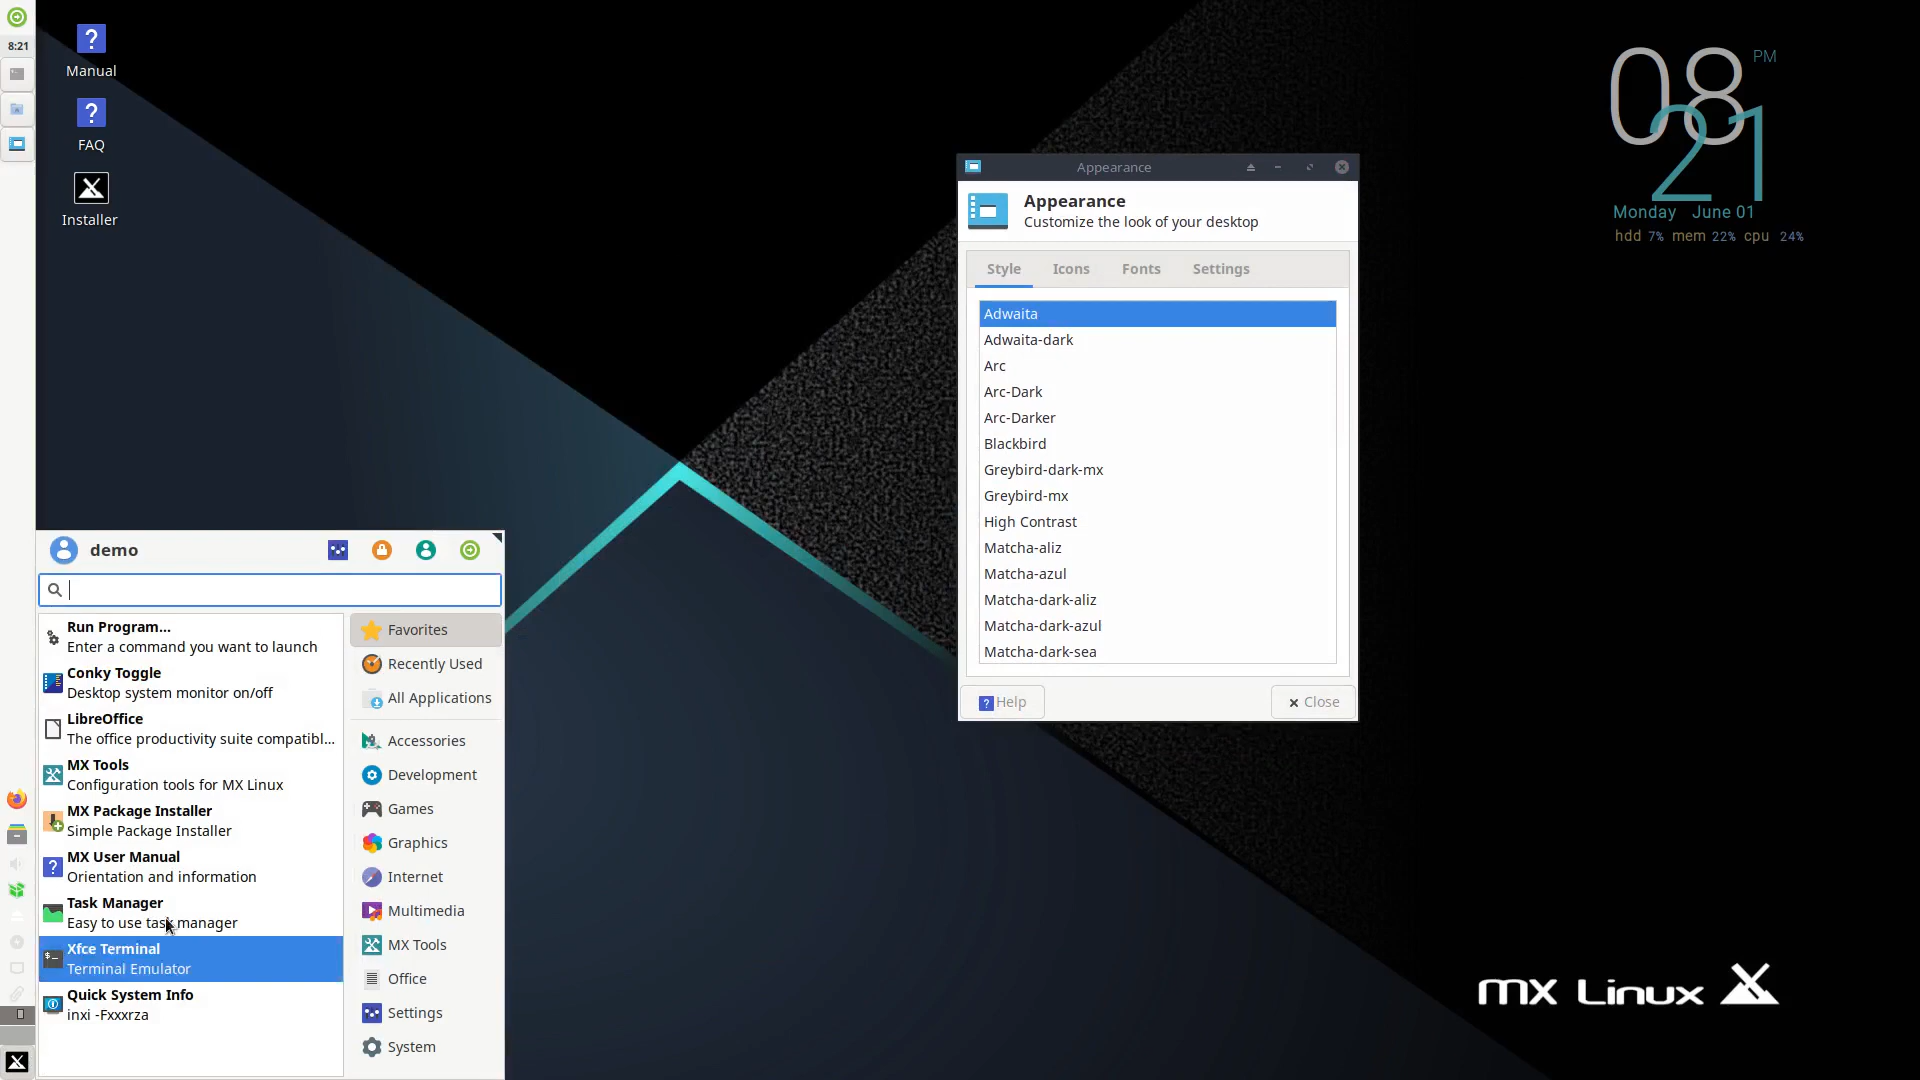 8:21
Manual
FAQ
Installer
08
PM
21
Monday June 01
hdd 7% mem 22% cpu 24%
Appearance
Appearance
Customize the look of your desktop
Style Icons Fonts Settings
Adwaita
Adwaita-dark
Arc
Arc-Dark
Arc-Darker
Blackbird
Greybird-dark-mx
Greybird-mx
High Contrast
Matcha-aliz
Matcha-azul
Matcha-dark-aliz
Matcha-dark-azul
Matcha-dark-sea
Help
Close
demo
Run Program...
Enter a command you want to launch
Conky Toggle
Desktop system monitor on/off
LibreOffice
The office productivity suite compatibl...
MX Tools
Configuration tools for MX Linux
MX Package Installer
Simple Package Installer
MX User Manual
Orientation and information
Task Manager
Easy to use task manager
Xfce Terminal
Terminal Emulator
Quick System Info
inxi -Fxxxrza
Favorites
Recently Used
All Applications
Accessories
Development
Games
Graphics
Internet
Multimedia
MX Tools
Office
Settings
System
MX Linux